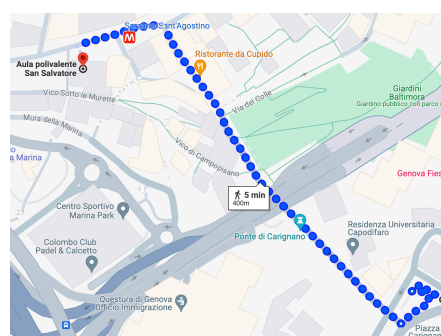 Sarzano/Sant'Agostino
M
Aula polivalente
San Salvatore
Ristorante da Cupido
Vico Sotto le Murette
Via del Colle
Giardini
Baltimora
Giardino pubblico con parco
Mura della Marina
a Marina
Vico di Campopisano
Genova Fies
5 min
400m
Centro Sportivo
Marina Park
Ponte di Carignano
Residenza Universitaria
Capodifaro
Colombo Club
Padel & Calcetto
Questura di Genova
Ufficio Immigrazione
Piazza